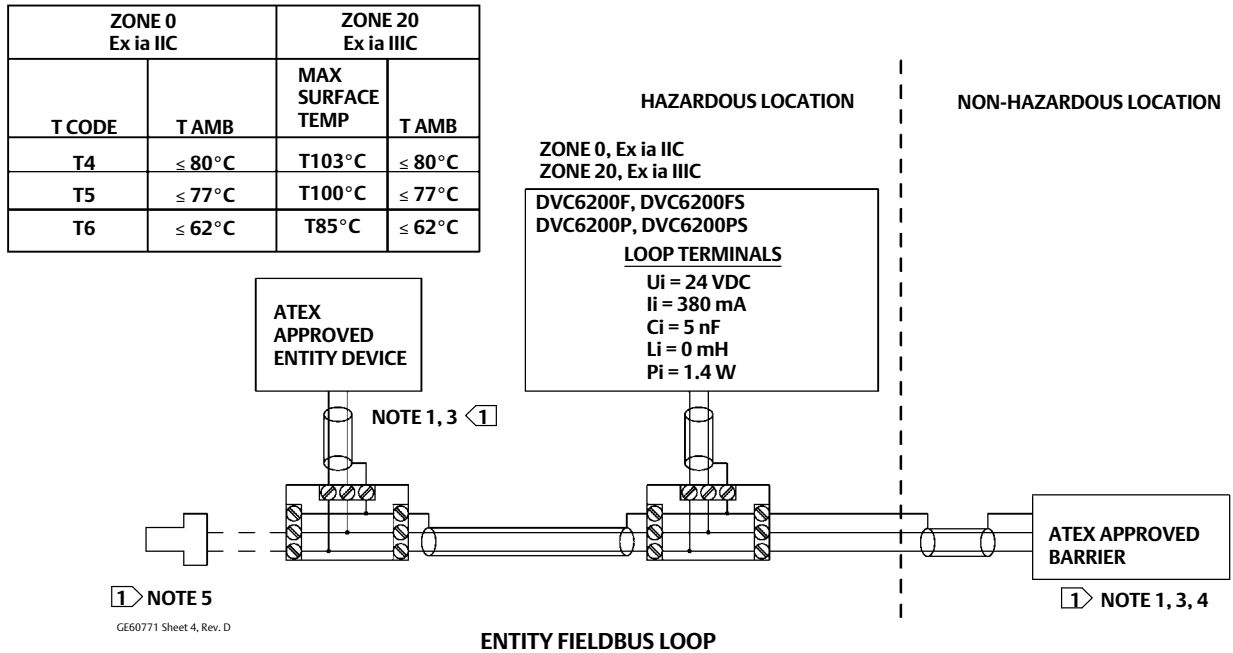 ZONE 0
Ex ia IIC
ZONE 20
Ex ia IIIC
T CODE
T AMB
MAX
SURFACE
TEMP
T AMB
T4 ≤ 80°C T103°C ≤ 80°C
T5 ≤ 77°C T100°C ≤ 77°C
T6 ≤ 62°C T85°C ≤ 62°C
HAZARDOUS LOCATION
NON-HAZARDOUS LOCATION
ZONE 0, Ex ia IIC
ZONE 20, Ex ia IIIC
DVC6200F, DVC6200FS
DVC6200P, DVC6200PS
LOOP TERMINALS
Ui = 24 VDC
Ii = 380 mA
Ci = 5 nF
Li = 0 mH
Pi = 1.4 W
ATEX
APPROVED
ENTITY DEVICE
NOTE 1, 3 1
ATEX APPROVED
BARRIER
1 NOTE 5
1 NOTE 1, 3, 4
GE60771 Sheet 4, Rev. D
ENTITY FIELDBUS LOOP